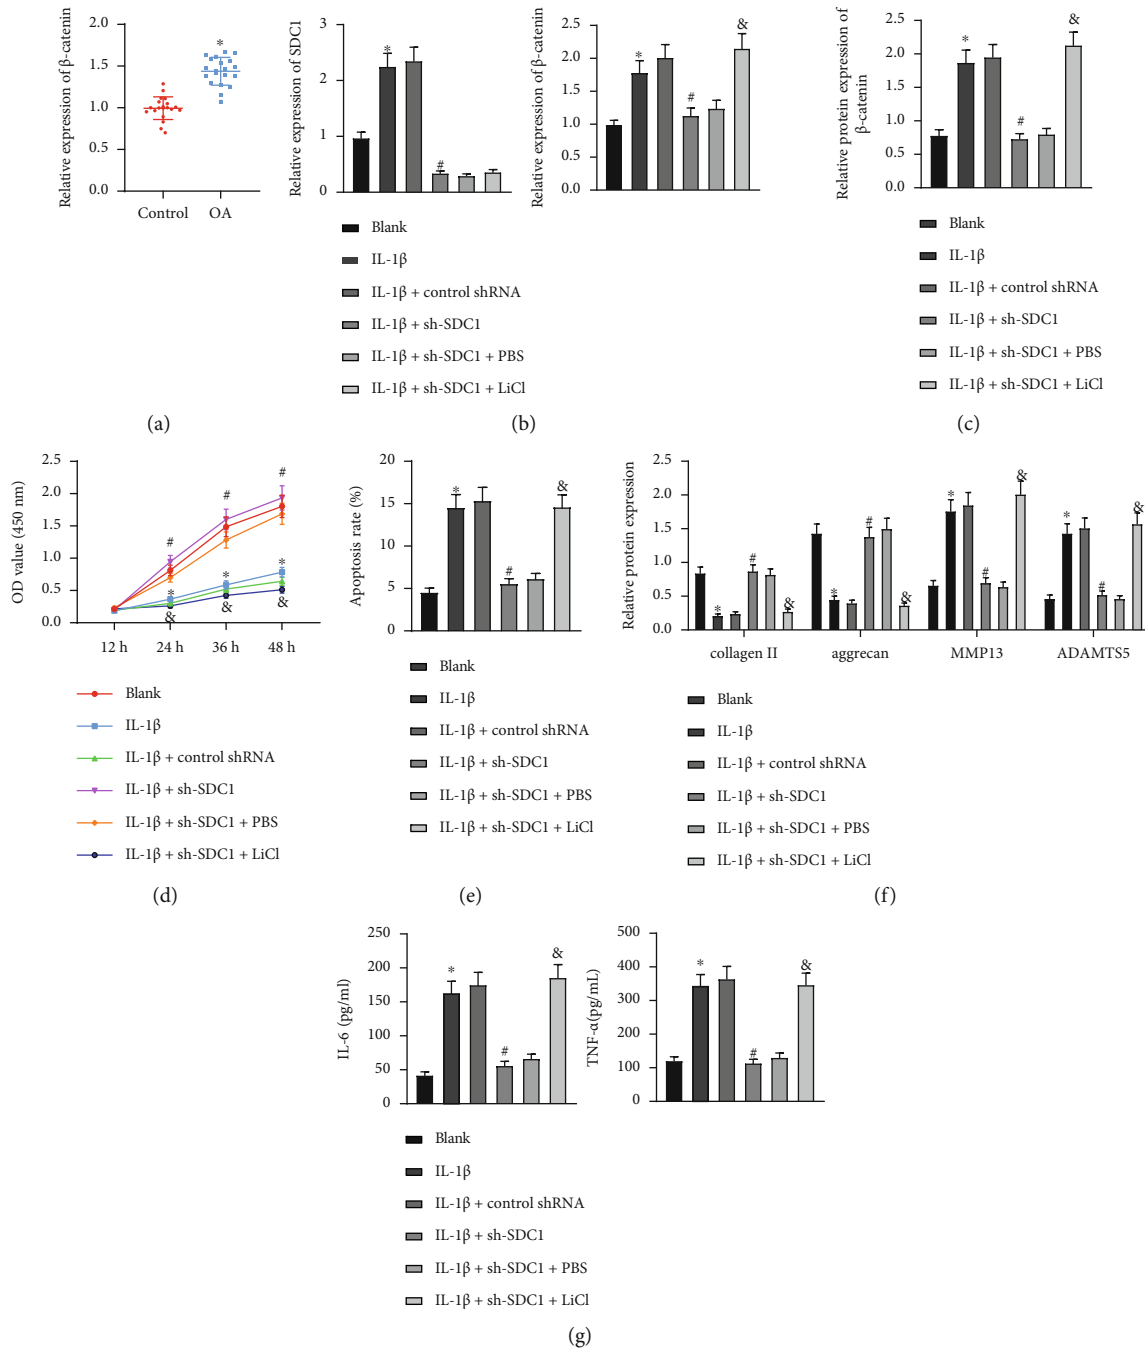 Relative expression of β-catenin
2.0
1.5
1.0
0.5
0.0
*
Control
OA
(a)
Relative expression of SDC1
3
2
1
0
*
#
Relative expression of β-catenin
2.5
2.0
1.5
1.0
0.5
0.0
*
#
&
Blank
IL-1β
IL-1β + control shRNA
IL-1β + sh-SDC1
IL-1β + sh-SDC1 + PBS
IL-1β + sh-SDC1 + LiCl
(b)
Relative protein expression of
β-catenin
2.5
2.0
1.5
1.0
0.5
0.0
*
#
&
Blank
IL-1β
IL-1β + control shRNA
IL-1β + sh-SDC1
IL-1β + sh-SDC1 + PBS
IL-1β + sh-SDC1 + LiCl
(c)
OD value (450 nm)
2.5
2.0
1.5
1.0
0.5
0.0
# # #
* * *
& & &
12 h 24 h 36 h 48 h
Blank
IL-1β
IL-1β + control shRNA
IL-1β + sh-SDC1
IL-1β + sh-SDC1 + PBS
IL-1β + sh-SDC1 + LiCl
(d)
Apoptosis rate (%)
20
15
10
5
0
*
#
&
Blank
IL-1β
IL-1β + control shRNA
IL-1β + sh-SDC1
IL-1β + sh-SDC1 + PBS
IL-1β + sh-SDC1 + LiCl
(e)
Relative protein expression
2.5
2.0
1.5
1.0
0.5
0.0
* # &
* # &
* # &
* # &
collagen II aggrecan MMP13 ADAMTS5
Blank
IL-1β
IL-1β + control shRNA
IL-1β + sh-SDC1
IL-1β + sh-SDC1 + PBS
IL-1β + sh-SDC1 + LiCl
(f)
IL-6 (pg/ml)
250
200
150
100
50
0
*
#
&
TNF-α(pg/mL)
500
400
300
200
100
0
*
#
&
Blank
IL-1β
IL-1β + control shRNA
IL-1β + sh-SDC1
IL-1β + sh-SDC1 + PBS
IL-1β + sh-SDC1 + LiCl
(g)